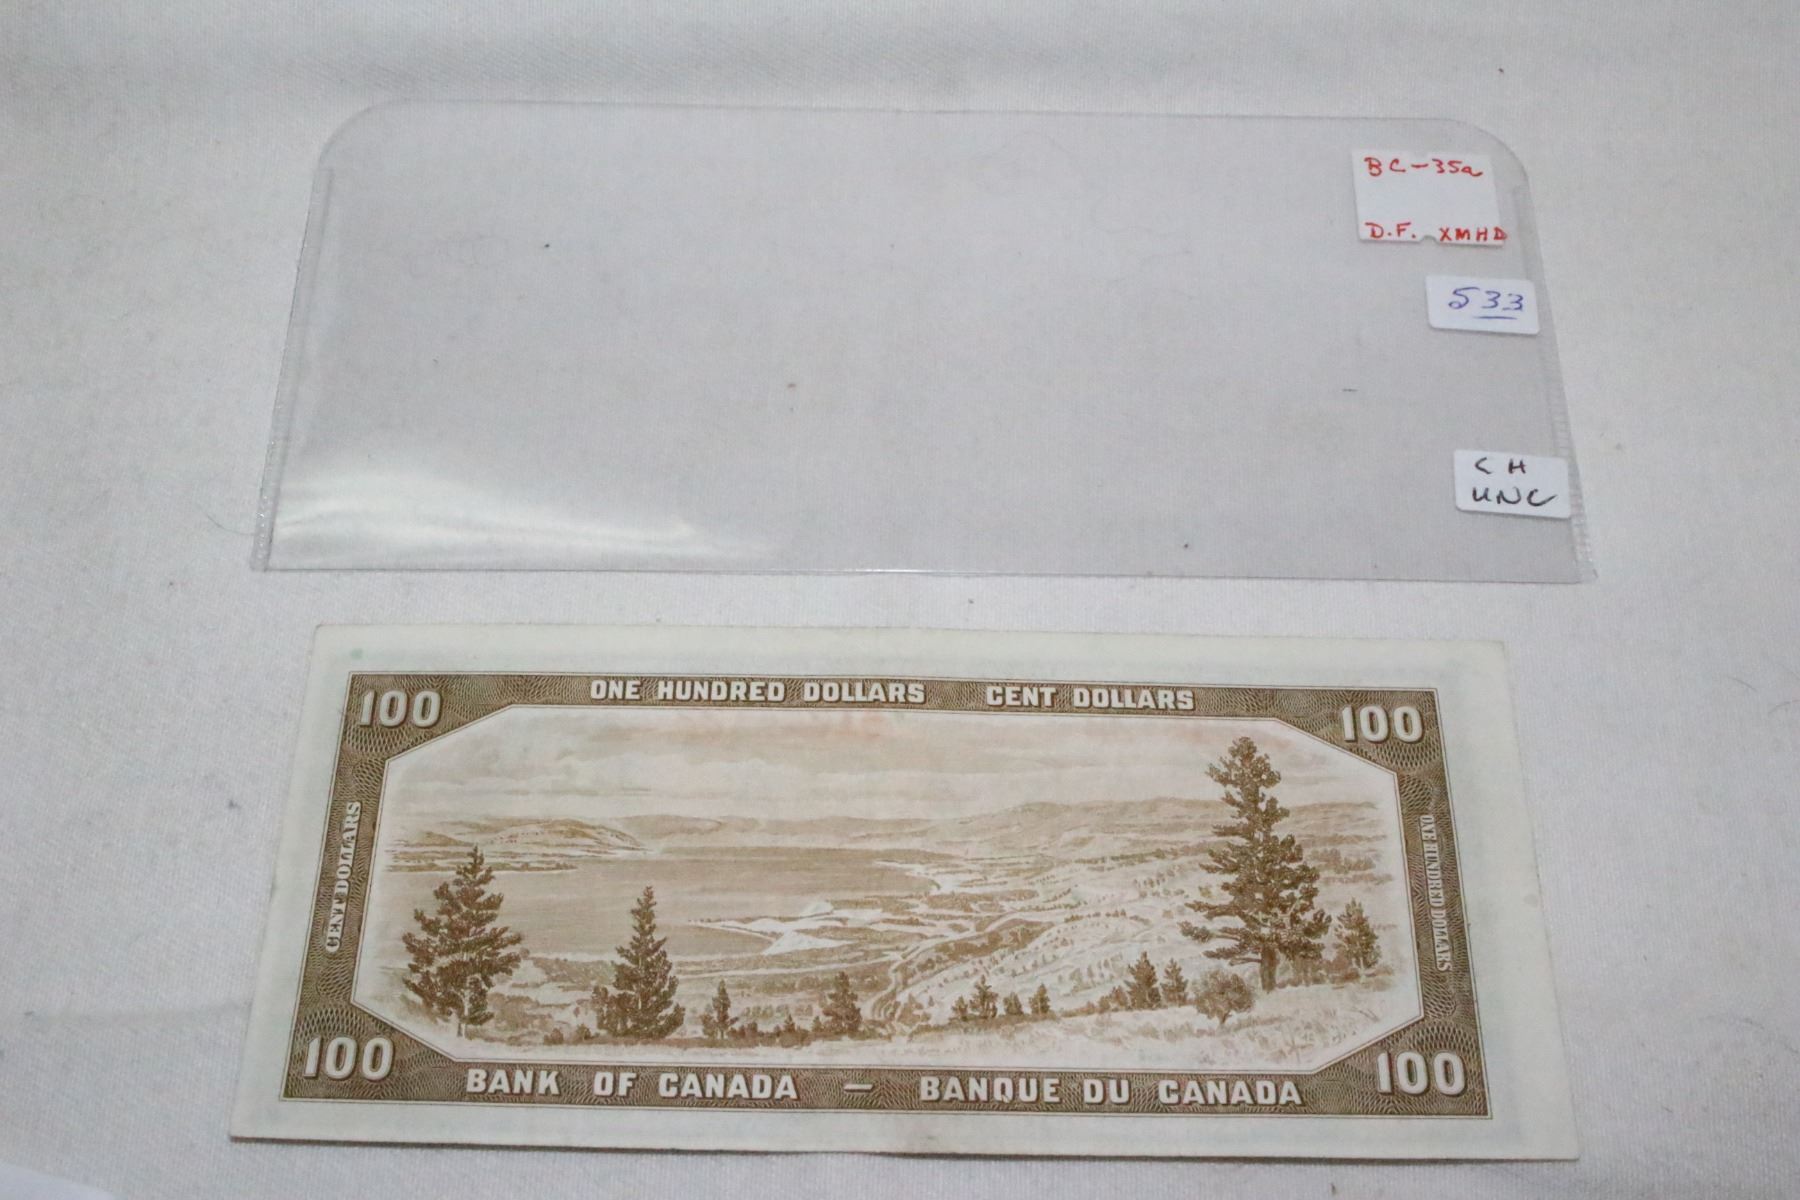 BC-35a
D.F. XMHD
533
CH
UNC
ONE HUNDRED DOLLARS CENT DOLLARS
100
100
CENT DOLLARS
ONE HUNDRED DOLLARS
100
100
BANK OF CANADA — BANQUE DU CANADA